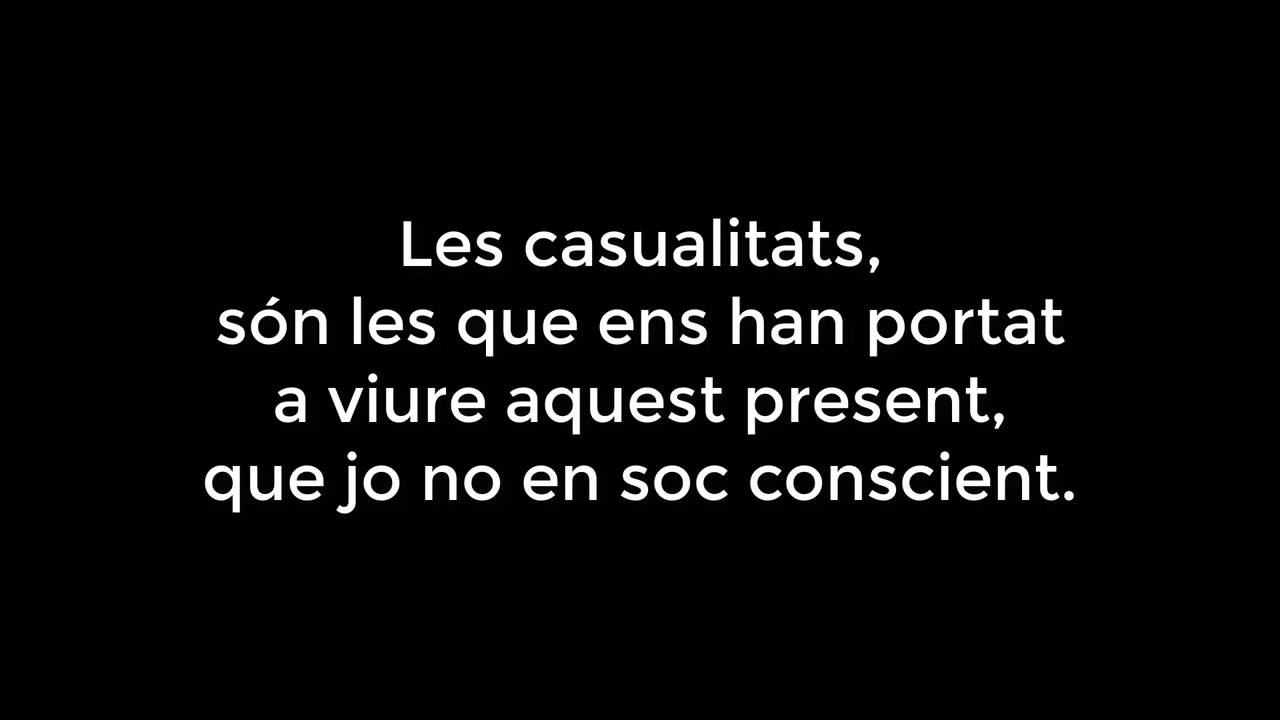 Les casualitats,
són les que ens han portat
a viure aquest present,
que jo no en soc conscient.